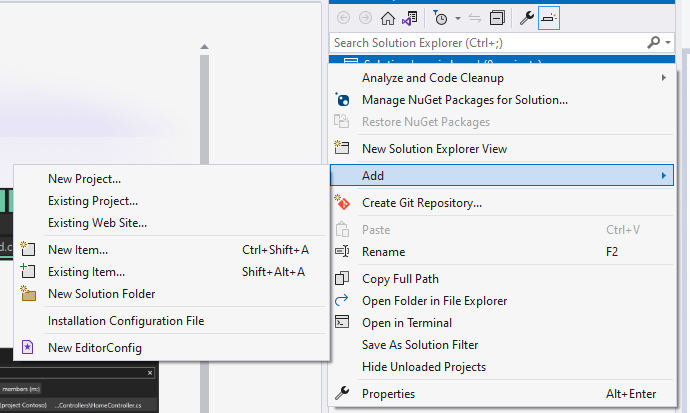 Search Solution Explorer (Ctrl+;)
Analyze and Code Cleanup
Manage NuGet Packages for Solution...
Restore NuGet Packages
New Solution Explorer View
Add
Create Git Repository...
Paste Ctrl+V
Rename F2
Copy Full Path
Open Folder in File Explorer
Open in Terminal
Save As Solution Filter
Hide Unloaded Projects
Properties Alt+Enter
New Project...
Existing Project...
Existing Web Site...
New Item... Ctrl+Shift+A
Existing Item... Shift+Alt+A
New Solution Folder
Installation Configuration File
New EditorConfig
d.c
members (m:)
(project Contoso) ...Controllers\HomeController.cs